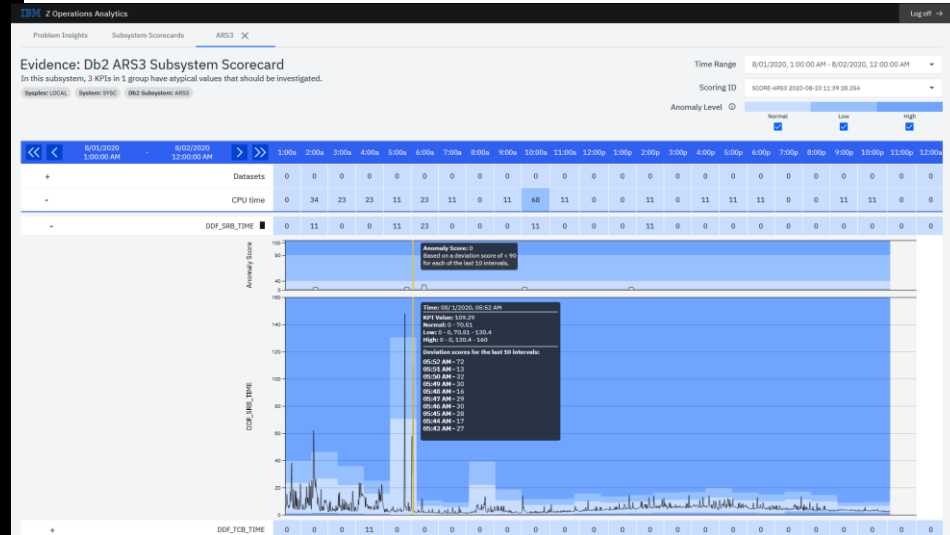 IBM Z Operations Analytics
Log off →
Problem Insights Subsystem Scorecards ARS3 ×
Evidence: Db2 ARS3 Subsystem Scorecard
In this subsystem, 3 KPIs in 1 group have atypical values that should be investigated.
Sysplex: LOCAL System: SYSC Db2 Subsystem: ARS3
Time Range 8/01/2020, 1:00:00 AM - 8/02/2020, 12:00:00 AM
Scoring ID SCORE-ARS3 2020-08-23 11:39:28.264
Anomaly Level
Normal Low High
8/01/2020 1:00:00 AM - 8/02/2020 12:00:00 AM 1:00a 2:00a 3:00a 4:00a 5:00a 6:00a 7:00a 8:00a 9:00a 10:00a 11:00a 12:00p 1:00p 2:00p 3:00p 4:00p 5:00p 6:00p 7:00p 8:00p 9:00p 10:00p 11:00p 12:00a
+ Datasets 0 0 0 0 0 0 0 0 0 0 0 0 0 0 0 0 0 0 0 0 0 0 0 0
- CPU time 0 34 23 23 11 23 11 0 11 68 11 0 0 11 0 11 11 11 0 0 11 11 0 0
- DDF_SRB_TIME 0 11 0 0 11 23 0 0 0 11 0 0 0 11 0 0 0 0 0 0 0 0 0 0
Anomaly Score
100
80
40
0
Anomaly Score: 0
Based on a deviation score of < 90
for each of the last 10 intervals.
DDF_SRB_TIME
160
140
120
100
80
60
40
20
0
Time: 08/ 1/2020, 05:52 AM
KPI Value: 109.29
Normal: 0 - 70.51
Low: 0 - 0, 70.51 - 130.4
High: 0 - 0, 130.4 - 160
Deviation scores for the last 10 intervals:
05:52 AM - 72
05:51 AM - 13
05:50 AM - 32
05:49 AM - 30
05:48 AM - 16
05:47 AM - 29
05:46 AM - 30
05:45 AM - 28
05:44 AM - 17
05:43 AM - 27
+ DDF_TCB_TIME 0 0 0 11 0 0 0 0 0 0 0 0 0 0 0 0 0 0 0 0 0 0 0 0